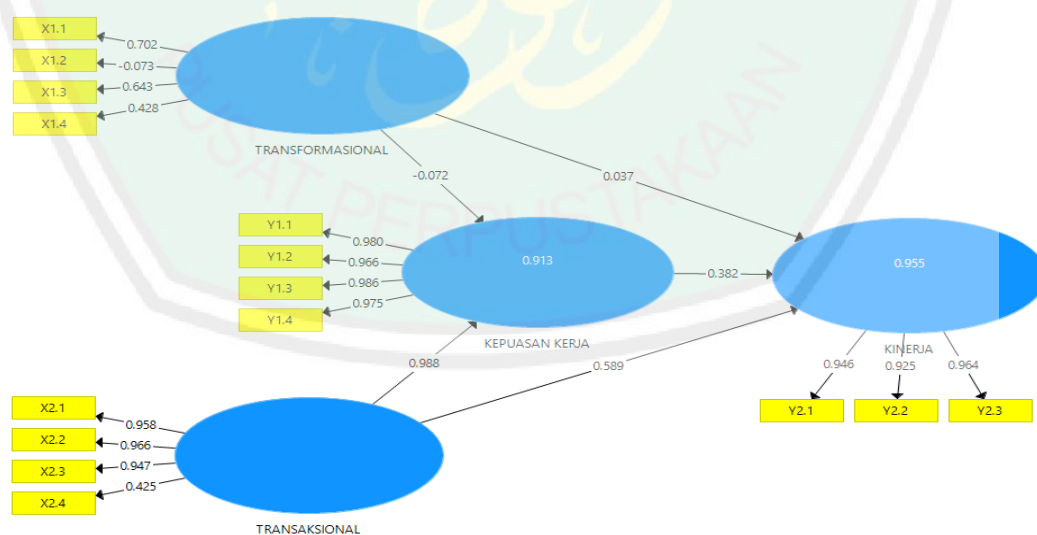 X1.1
0.702
X1.2
-0.073
X1.3
0.643
X1.4
0.428
TRANSFORMASIONAL
-0.072
0.037
Y1.1
0.980
Y1.2
0.966
Y1.3
0.986
Y1.4
0.975
0.913
KEPUASAN KERJA
0.382
0.955
KINERJA
0.988
0.589
0.946
0.925
0.964
Y2.1
Y2.2
Y2.3
X2.1
0.958
X2.2
0.966
X2.3
0.947
X2.4
0.425
TRANSAKSIONAL
PUSAT PERPUSTAKAAN